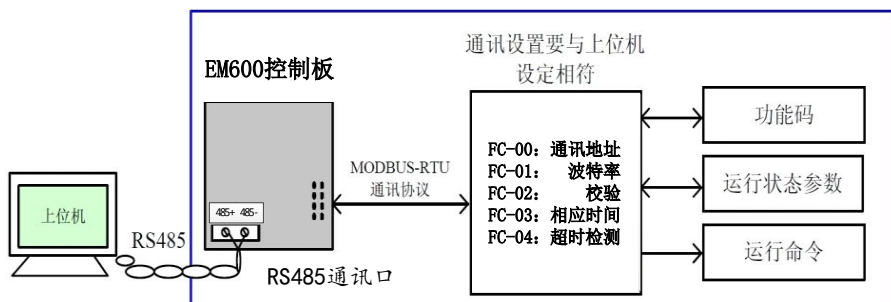 通讯设置要与上位机
设定相符
EM600控制板
功能码
FC-00: 通讯地址
FC-01: 波特率
FC-02: 校验
FC-03: 相应时间
FC-04: 超时检测
MODBUS-RTU
通讯协议
运行状态参数
上位机
485+ 485-
RS485
运行命令
RS485通讯口